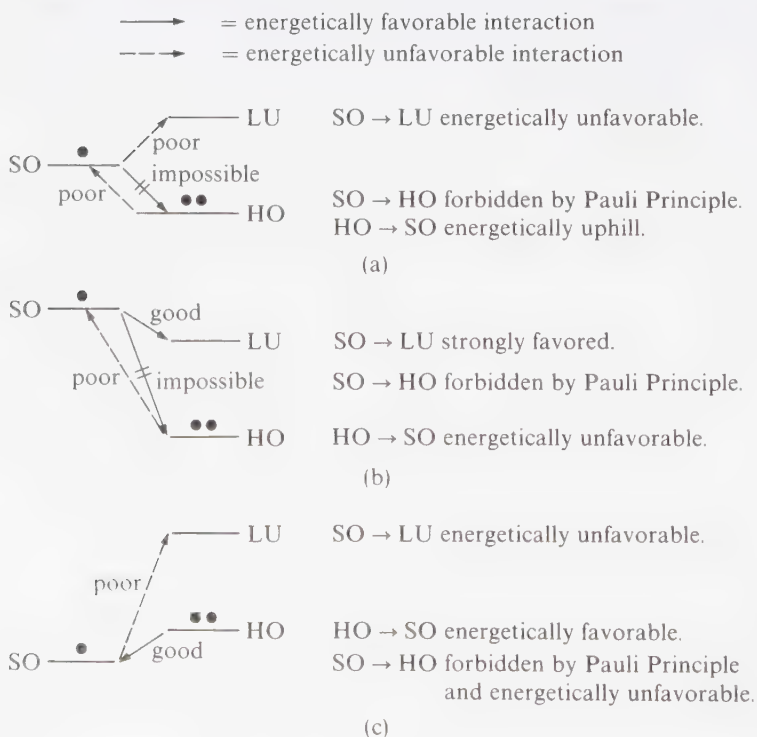 = energetically favorable interaction
= energetically unfavorable interaction
LU SO → LU energetically unfavorable.
poor
SO
impossible
poor
HO SO → HO forbidden by Pauli Principle.
HO → SO energetically uphill.
(a)
SO
good
LU SO → LU strongly favored.
poor impossible SO → HO forbidden by Pauli Principle.
HO HO → SO energetically unfavorable.
(b)
LU SO → LU energetically unfavorable.
poor
HO HO → SO energetically favorable.
good
SO SO → HO forbidden by Pauli Principle
and energetically unfavorable.
(c)